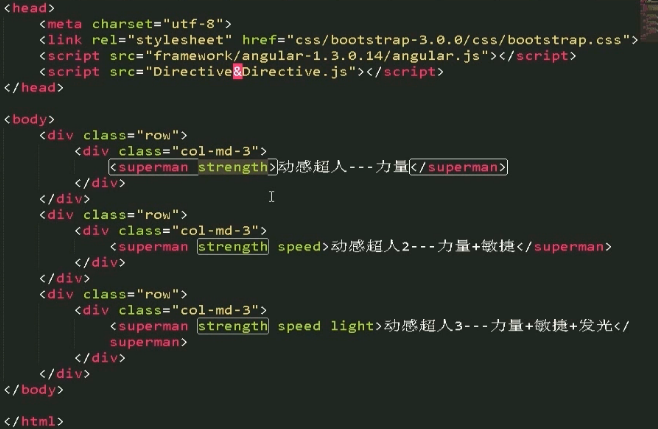 <head>
    <meta charset="utf-8">
    <link rel="stylesheet" href="css/bootstrap-3.0.0/css/bootstrap.css">
    <script src="framework/angular-1.3.0.14/angular.js"></script>
    <script src="Directive&Directive.js"></script>
</head>

<body>
    <div class="row">
        <div class="col-md-3">
            <superman strength>动感超人---力量</superman>
        </div>
    </div>
    <div class="row">
        <div class="col-md-3">
            <superman strength speed>动感超人2---力量+敏捷</superman>
        </div>
    </div>
    <div class="row">
        <div class="col-md-3">
            <superman strength speed light>动感超人3---力量+敏捷+发光</
            superman>
        </div>
    </div>
</body>

</html>